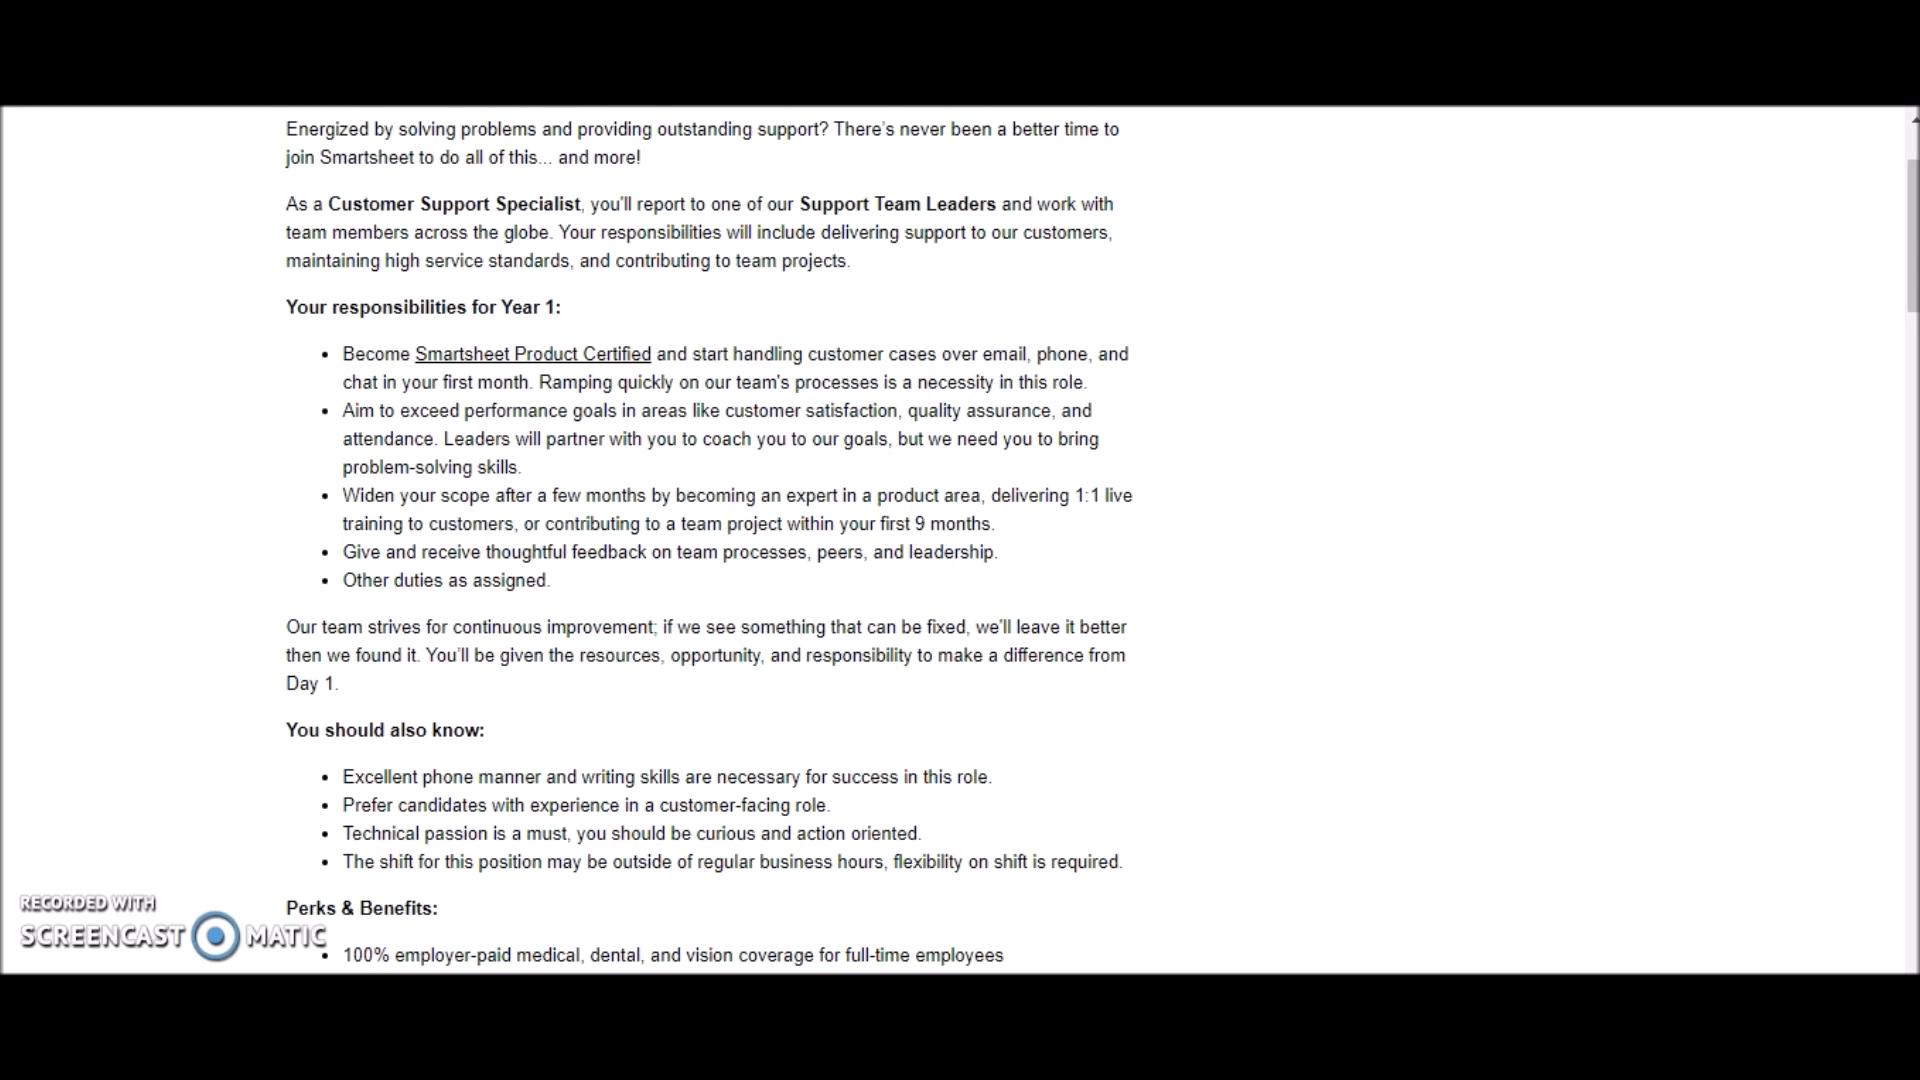 Energized by solving problems and providing outstanding support? There's never been a better time to
join Smartsheet to do all of this... and more!
As a Customer Support Specialist, you'll report to one of our Support Team Leaders and work with
team members across the globe. Your responsibilities will include delivering support to our customers,
maintaining high service standards, and contributing to team projects.
Your responsibilities for Year 1:
• Become Smartsheet Product Certified and start handling customer cases over email, phone, and
chat in your first month. Ramping quickly on our team's processes is a necessity in this role.
• Aim to exceed performance goals in areas like customer satisfaction, quality assurance, and
attendance. Leaders will partner with you to coach you to our goals, but we need you to bring
problem-solving skills.
• Widen your scope after a few months by becoming an expert in a product area, delivering 1:1 live
training to customers, or contributing to a team project within your first 9 months.
• Give and receive thoughtful feedback on team processes, peers, and leadership.
• Other duties as assigned.
Our team strives for continuous improvement; if we see something that can be fixed, we'll leave it better
then we found it. You'll be given the resources, opportunity, and responsibility to make a difference from
Day 1.
You should also know:
• Excellent phone manner and writing skills are necessary for success in this role.
• Prefer candidates with experience in a customer-facing role.
• Technical passion is a must, you should be curious and action oriented.
• The shift for this position may be outside of regular business hours, flexibility on shift is required.
Perks & Benefits:
• 100% employer-paid medical, dental, and vision coverage for full-time employees
RECORDED WITH
SCREENCAST MATIC